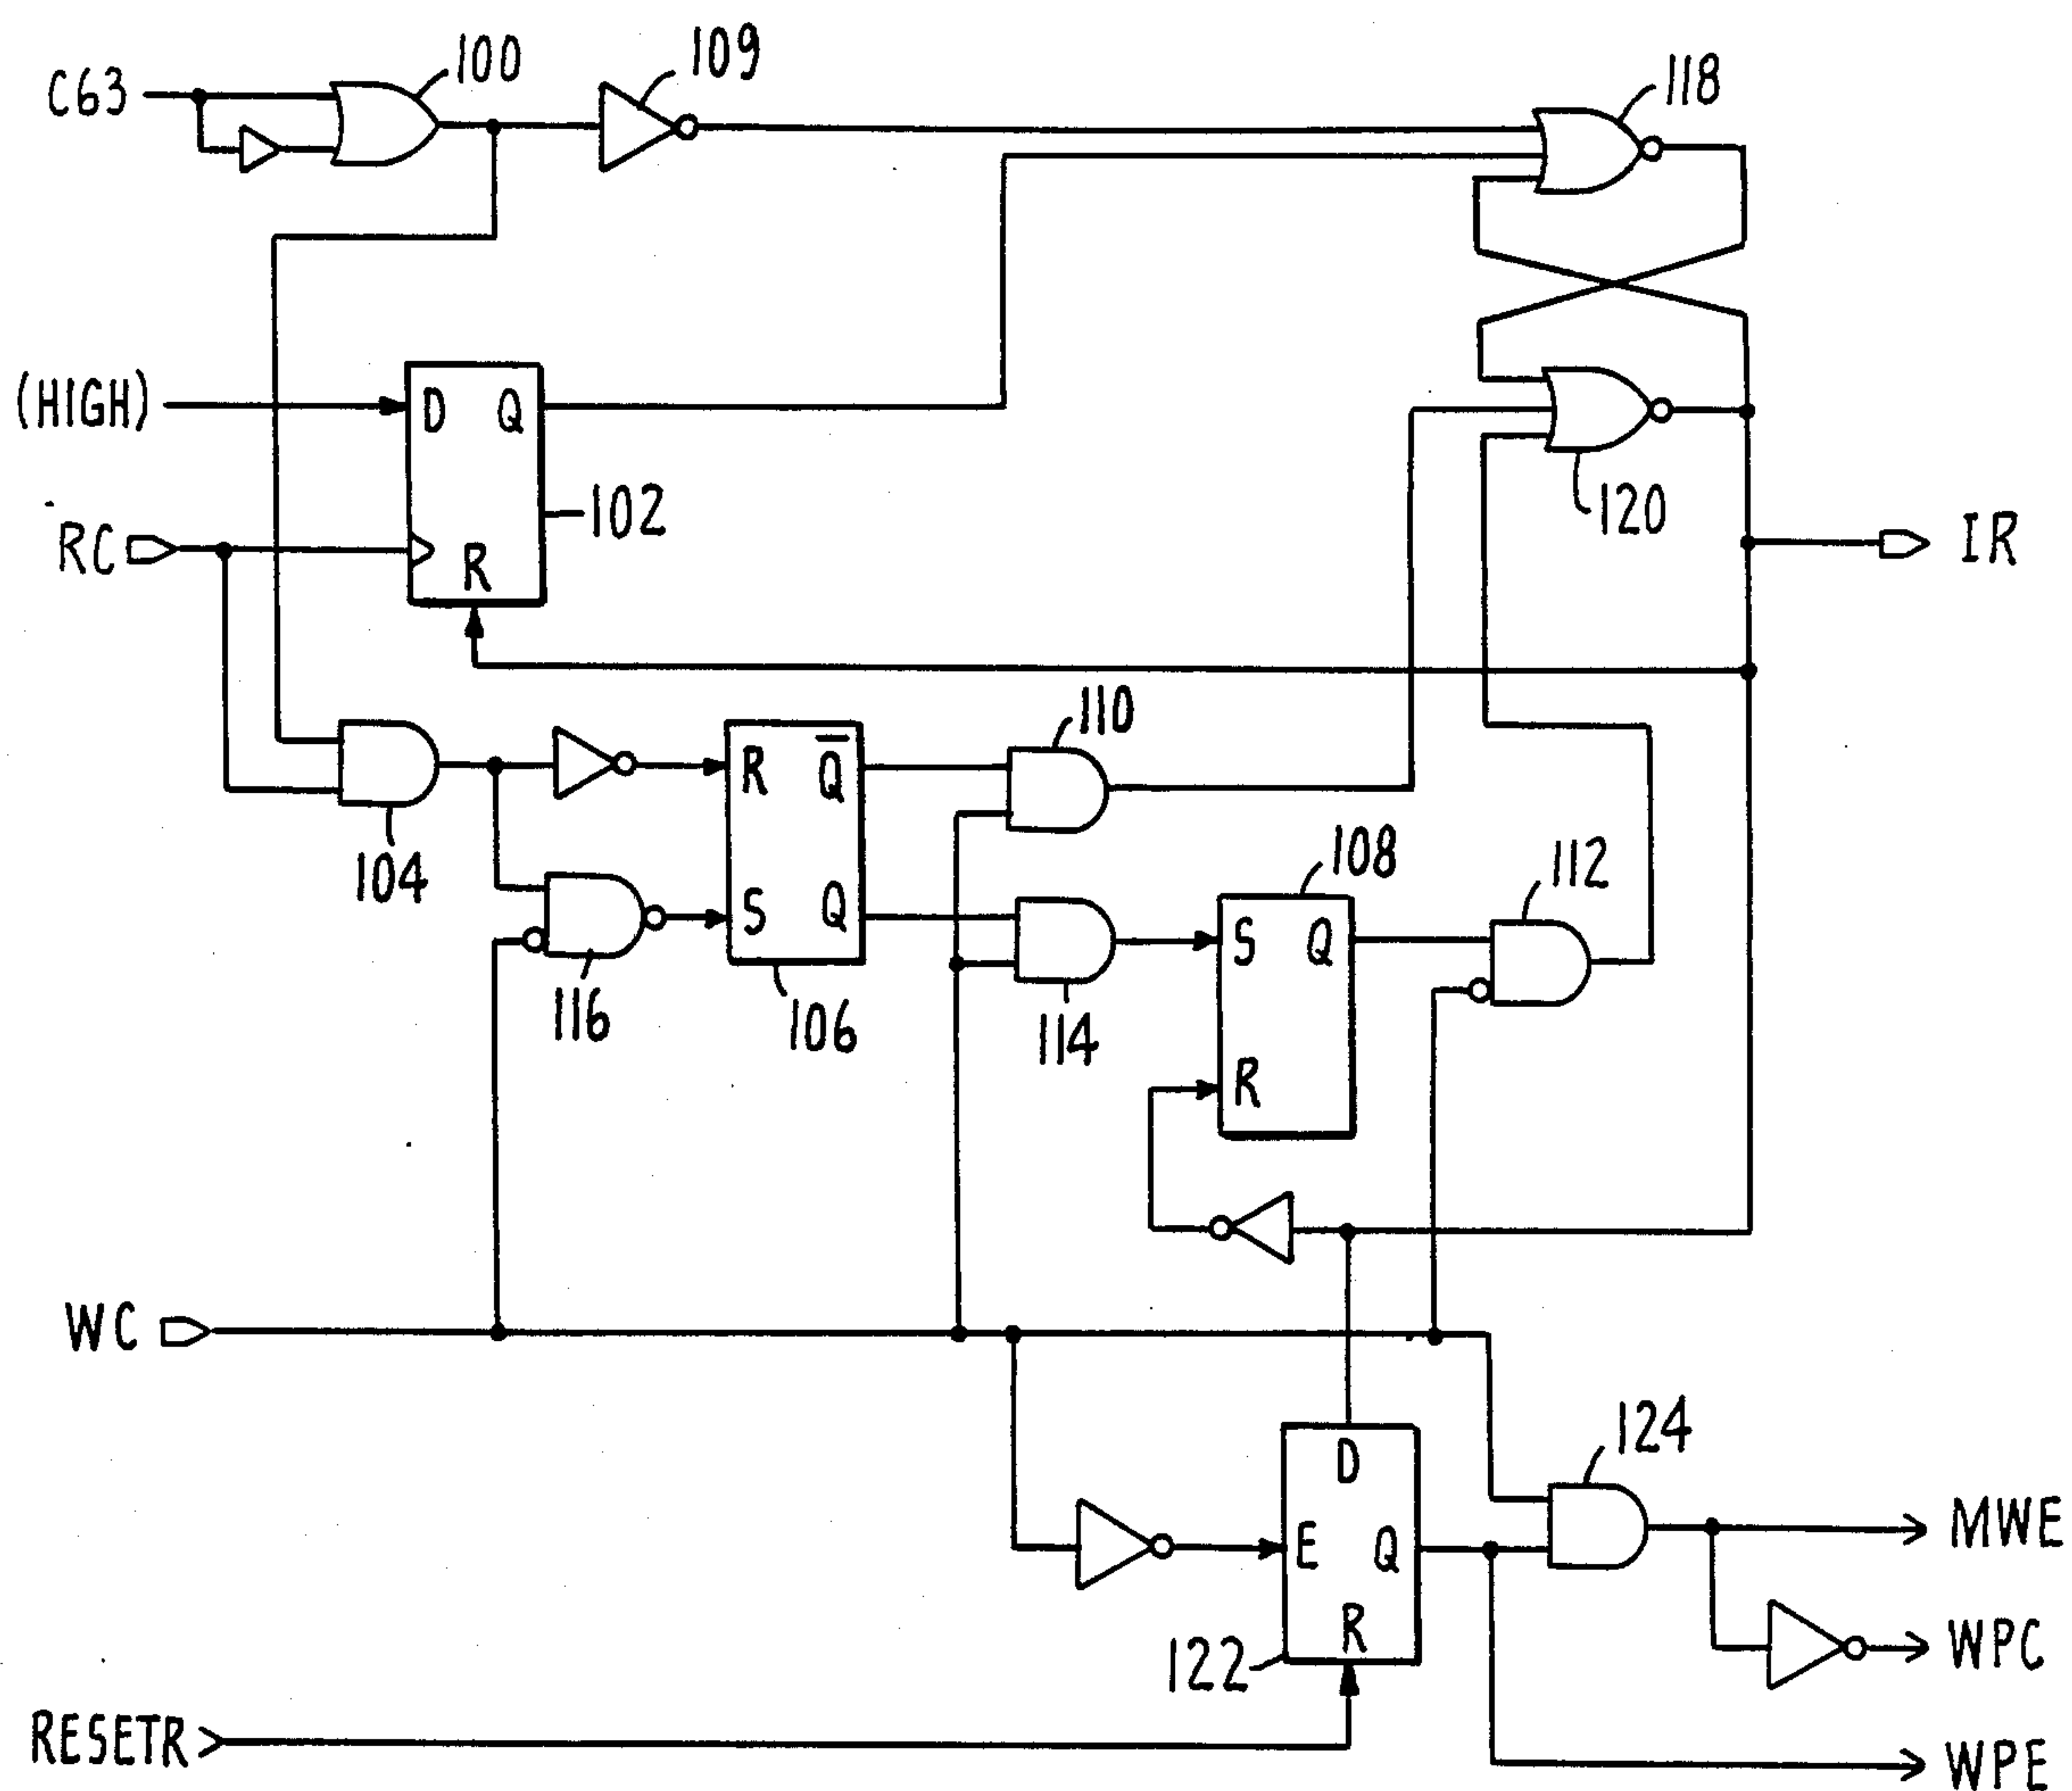 C63
100
109
118
(HIGH)
D
Q
102
120
RC
R
IR
104
R
Q
110
S
Q
116
106
114
108
S
Q
112
R
WC
D
124
E
Q
MWE
R
122
WPC
RESETR
WPE